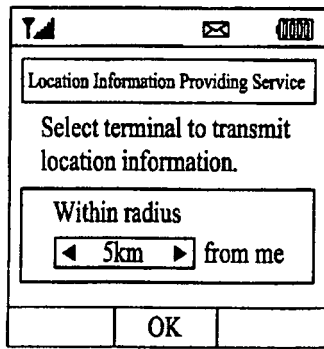 Location Information Providing Service
Select terminal to transmit
location information.
Within radius
◀ 5km ▶ from me
OK